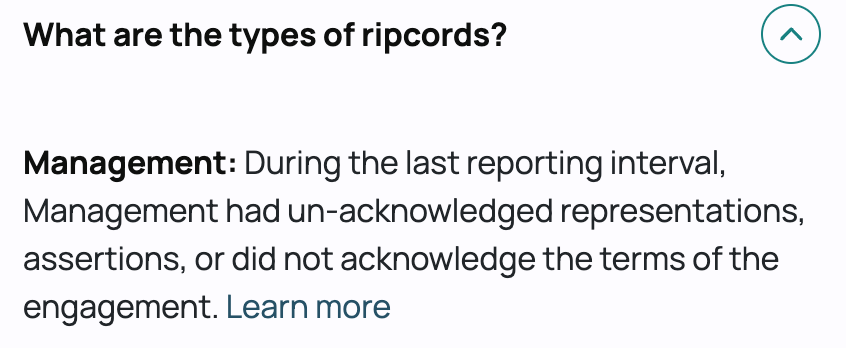 What are the types of ripcords?
Management: During the last reporting interval,
Management had un-acknowledged representations,
assertions, or did not acknowledge the terms of the
engagement. Learn more